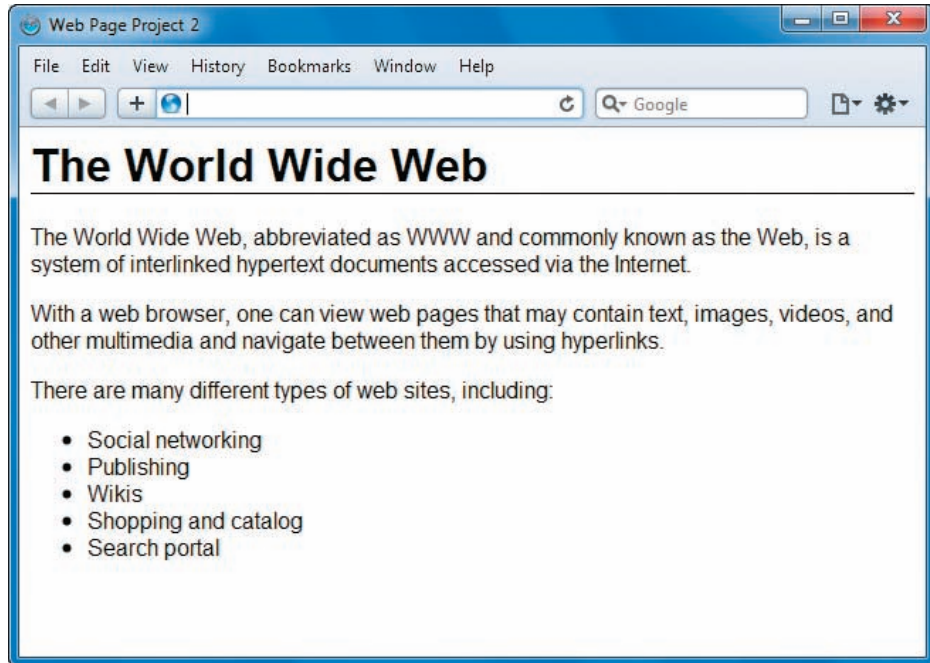 Web Page Project 2
File Edit View History Bookmarks Window Help
Google
The World Wide Web
The World Wide Web, abbreviated as WWW and commonly known as the Web, is a
system of interlinked hypertext documents accessed via the Internet.
With a web browser, one can view web pages that may contain text, images, videos, and
other multimedia and navigate between them by using hyperlinks.
There are many different types of web sites, including:
• Social networking
• Publishing
• Wikis
• Shopping and catalog
• Search portal